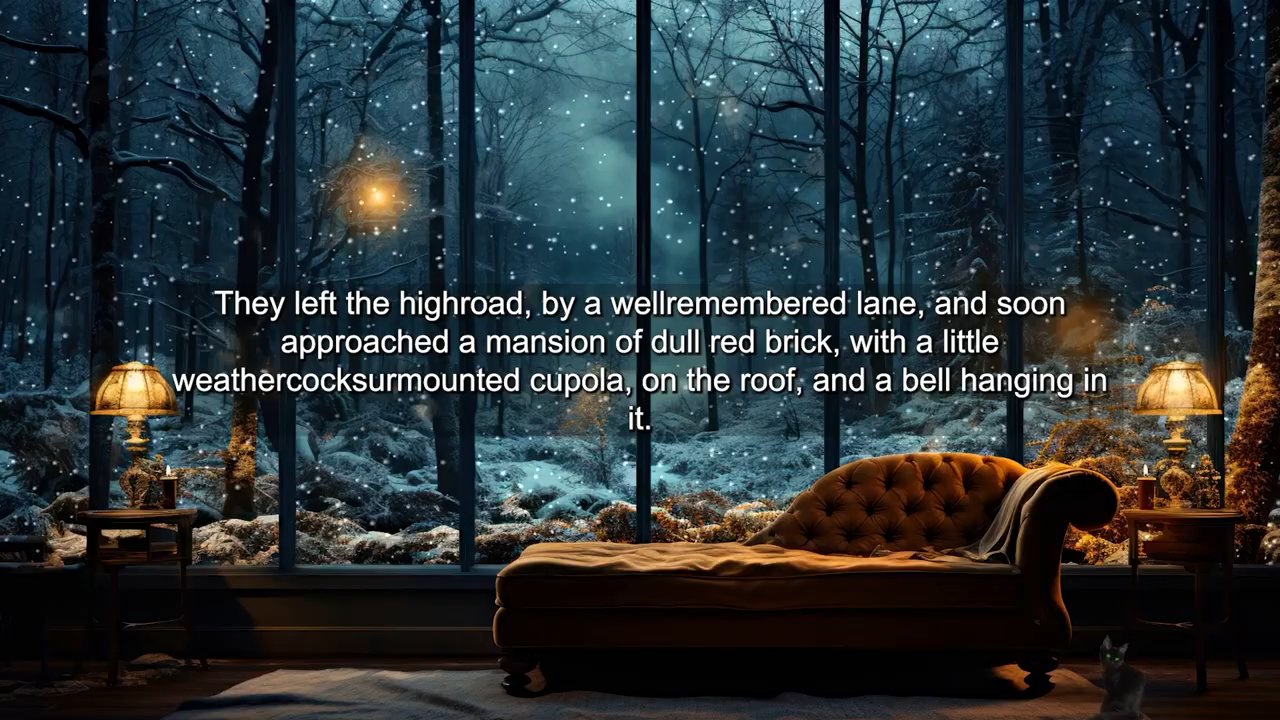 They left the highroad, by a wellremembered lane, and soon
approached a mansion of dull red brick, with a little
weathercocksurmounted cupola, on the roof, and a bell hanging in
it.